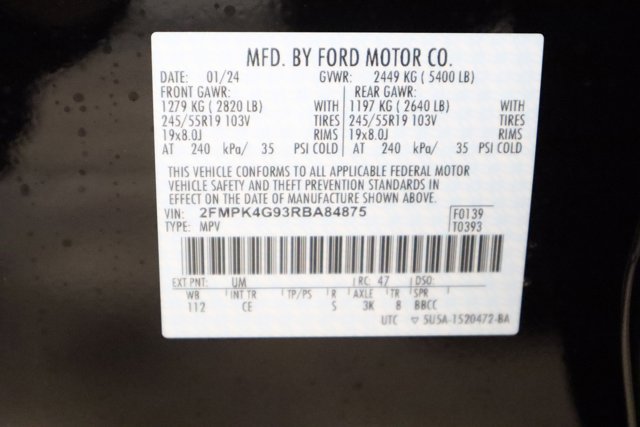 MFD. BY FORD MOTOR CO.
DATE: 01/24 GVWR: 2449 KG ( 5400 LB)
FRONT GAWR: REAR GAWR:
1279 KG ( 2820 LB) WITH 1197 KG ( 2640 LB) WITH
245/55R19 103V TIRES 245/55R19 103V TIRES
19x8.0J RIMS 19x8.0J RIMS
AT 240 kPa/ 35 PSI COLD AT 240 kPa/ 35 PSI COLD
THIS VEHICLE CONFORMS TO ALL APPLICABLE FEDERAL MOTOR
VEHICLE SAFETY AND THEFT PREVENTION STANDARDS IN
EFFECT ON THE DATE OF MANUFACTURE SHOWN ABOVE.
VIN: 2FMPK4G93RBA84875 F0139
TYPE: MPV T0393
EXT PNT: UM RC: 47 DSO:
WB INT TR TP/PS R AXLE TR SPR
112 CE S 3K 8 BBCC
UTC ▽ 5U5A-1520472-BA